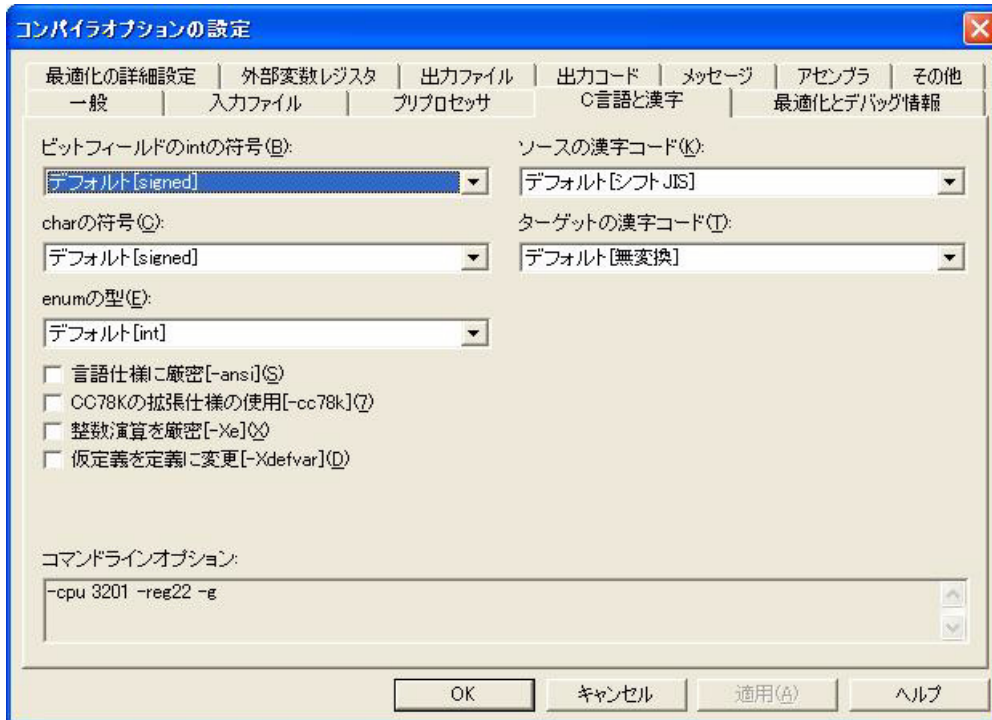 コンパイラオプションの設定
最適化の詳細設定 外部変数レジスタ 出力ファイル 出力コード メッセージ アセンブラ その他
一般 入力ファイル プリプロセッサ C言語と漢字 最適化とデバッグ情報
ビットフィールドのintの符号(B):
デフォルト[signed]
charの符号(C):
デフォルト[signed]
enumの型(E):
デフォルト[int]
ソースの漢字コード(K):
デフォルト[シフトJIS]
ターゲットの漢字コード(T):
デフォルト[無変換]
言語仕様に厳密[-ansi](S)
CC78Kの拡張仕様の使用[-cc78k](7)
整数演算を厳密[-Xe](X)
仮定義を定義に変更[-Xdefvar](D)
コマンドラインオプション:
-cpu 3201 -reg22 -g
OK キャンセル 適用(A) ヘルプ